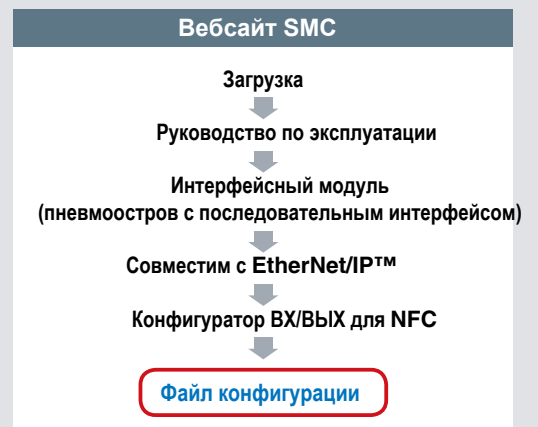 Вебсайт SMC
Загрузка
Руководство по эксплуатации
Интерфейсный модуль
(пневмоостров с последовательным интерфейсом)
Совместим с EtherNet/IP™
Конфигуратор ВХ/ВЫХ для NFC
Файл конфигурации